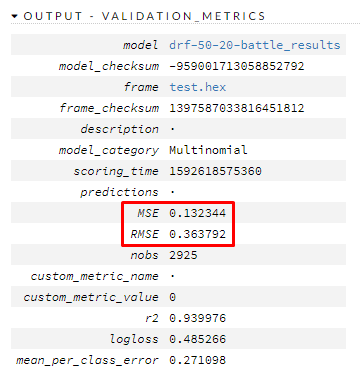 ▼ OUTPUT - VALIDATION_METRICS
model drf-50-20-battle_results
model_checksum -959001713058852792
frame test.hex
frame_checksum 1397587033816451812
description ·
model_category Multinomial
scoring_time 1592618575360
predictions ·
MSE 0.132344
RMSE 0.363792
nobs 2925
custom_metric_name ·
custom_metric_value 0
r2 0.939976
logloss 0.485266
mean_per_class_error 0.271098